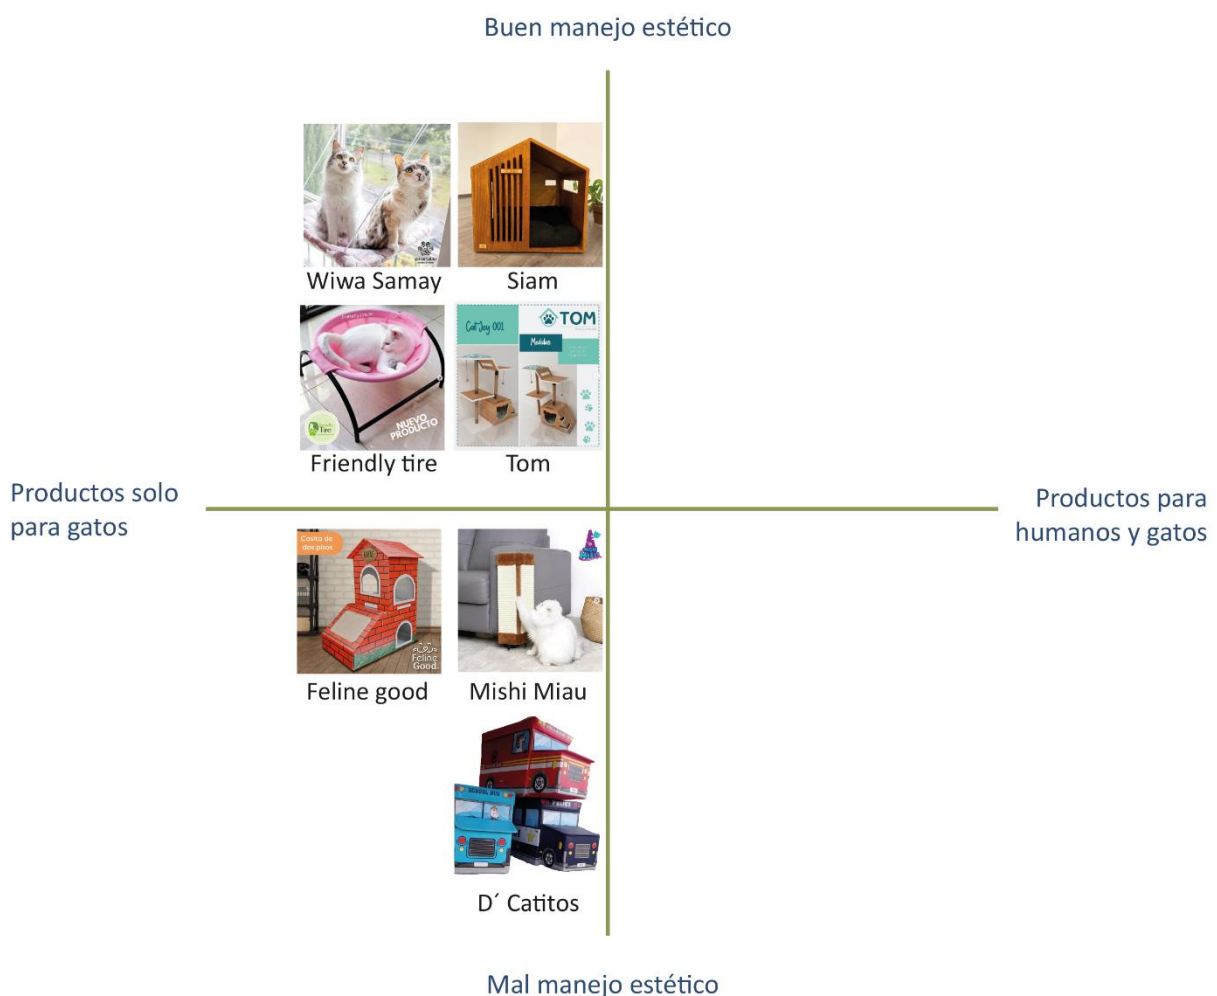 Buen manejo estético
Wiwa Samay
Siam
Cat Joy 001
TOM
Medidas
NUEVO
PRODUCTO
Tire
Friendly tire
Tom
Productos solo
para gatos
Productos para
humanos y gatos
Casita de
dos pisos
Feline
Good.
Feline good
Mishi Miau
SCHOOL BUS
POLICE
D´ Catitos
Mal manejo estético